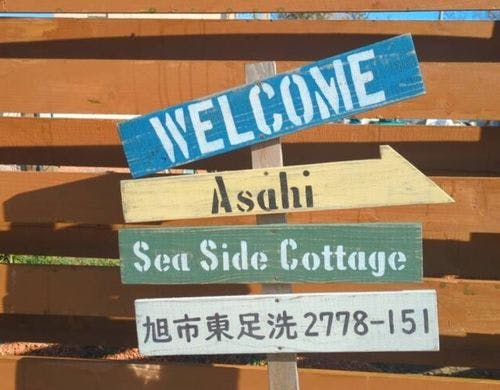 WELCOME
Asahi
Sea Side Cottage
旭市東足洗2778-151